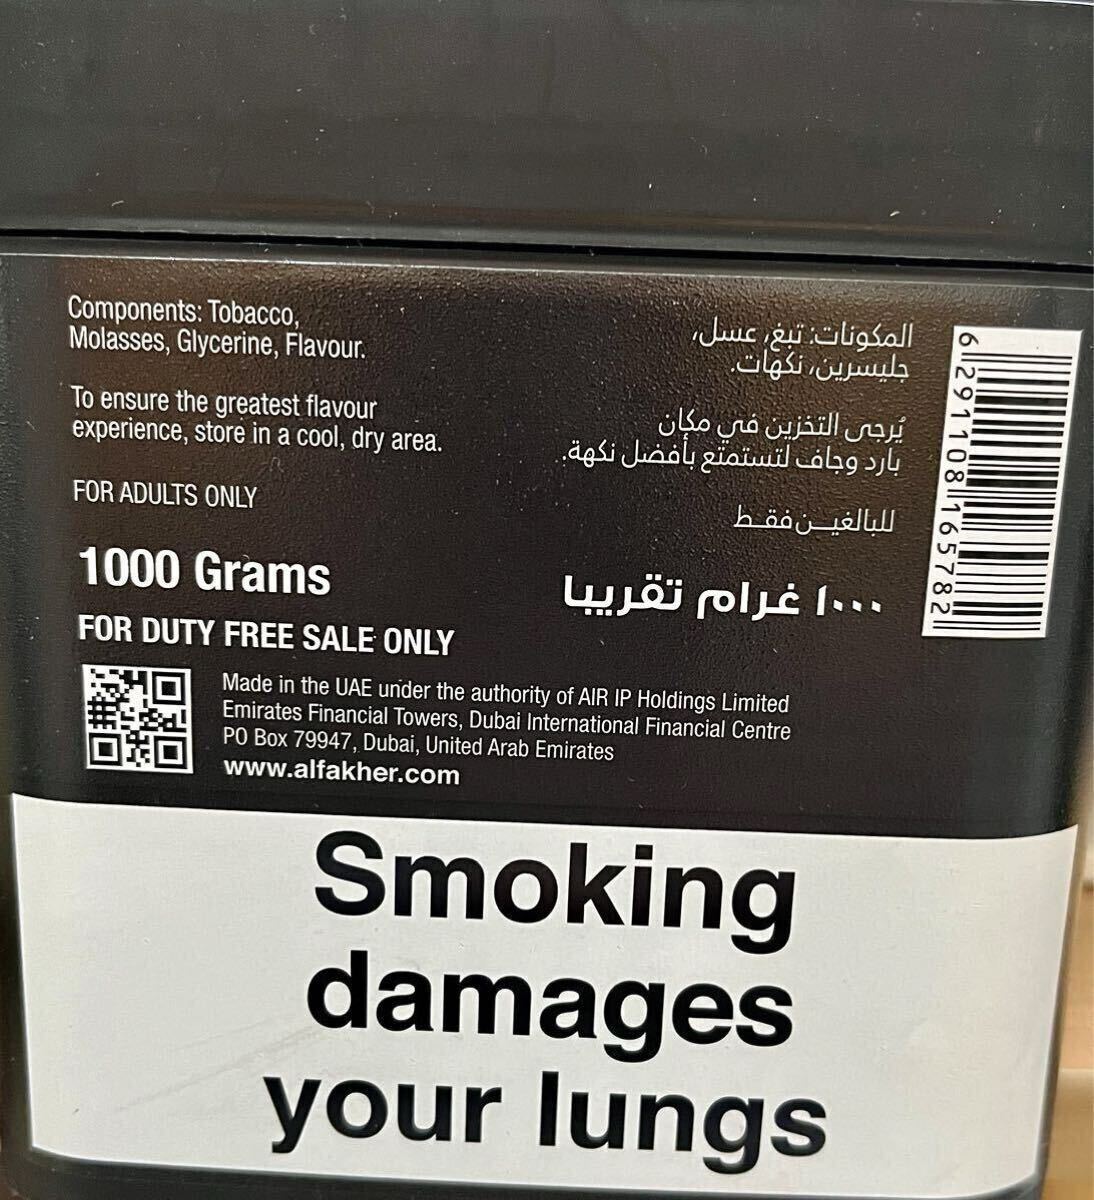 Components: Tobacco,
Molasses, Glycerine, Flavour.
To ensure the greatest flavour
experience, store in a cool, dry area.
FOR ADULTS ONLY
1000 Grams
FOR DUTY FREE SALE ONLY
المكونات: تبغ، عسل،
جليسرين، نكهات.
يُرجى التخزين في مكان
بارد وجاف لتستمتع بأفضل نكهة.
للبالغين فقط
١٠٠٠ غرام تقريبا
6 291108 165782
Made in the UAE under the authority of AIR IP Holdings Limited
Emirates Financial Towers, Dubai International Financial Centre
PO Box 79947, Dubai, United Arab Emirates
www.alfakher.com
Smoking
damages
your lungs